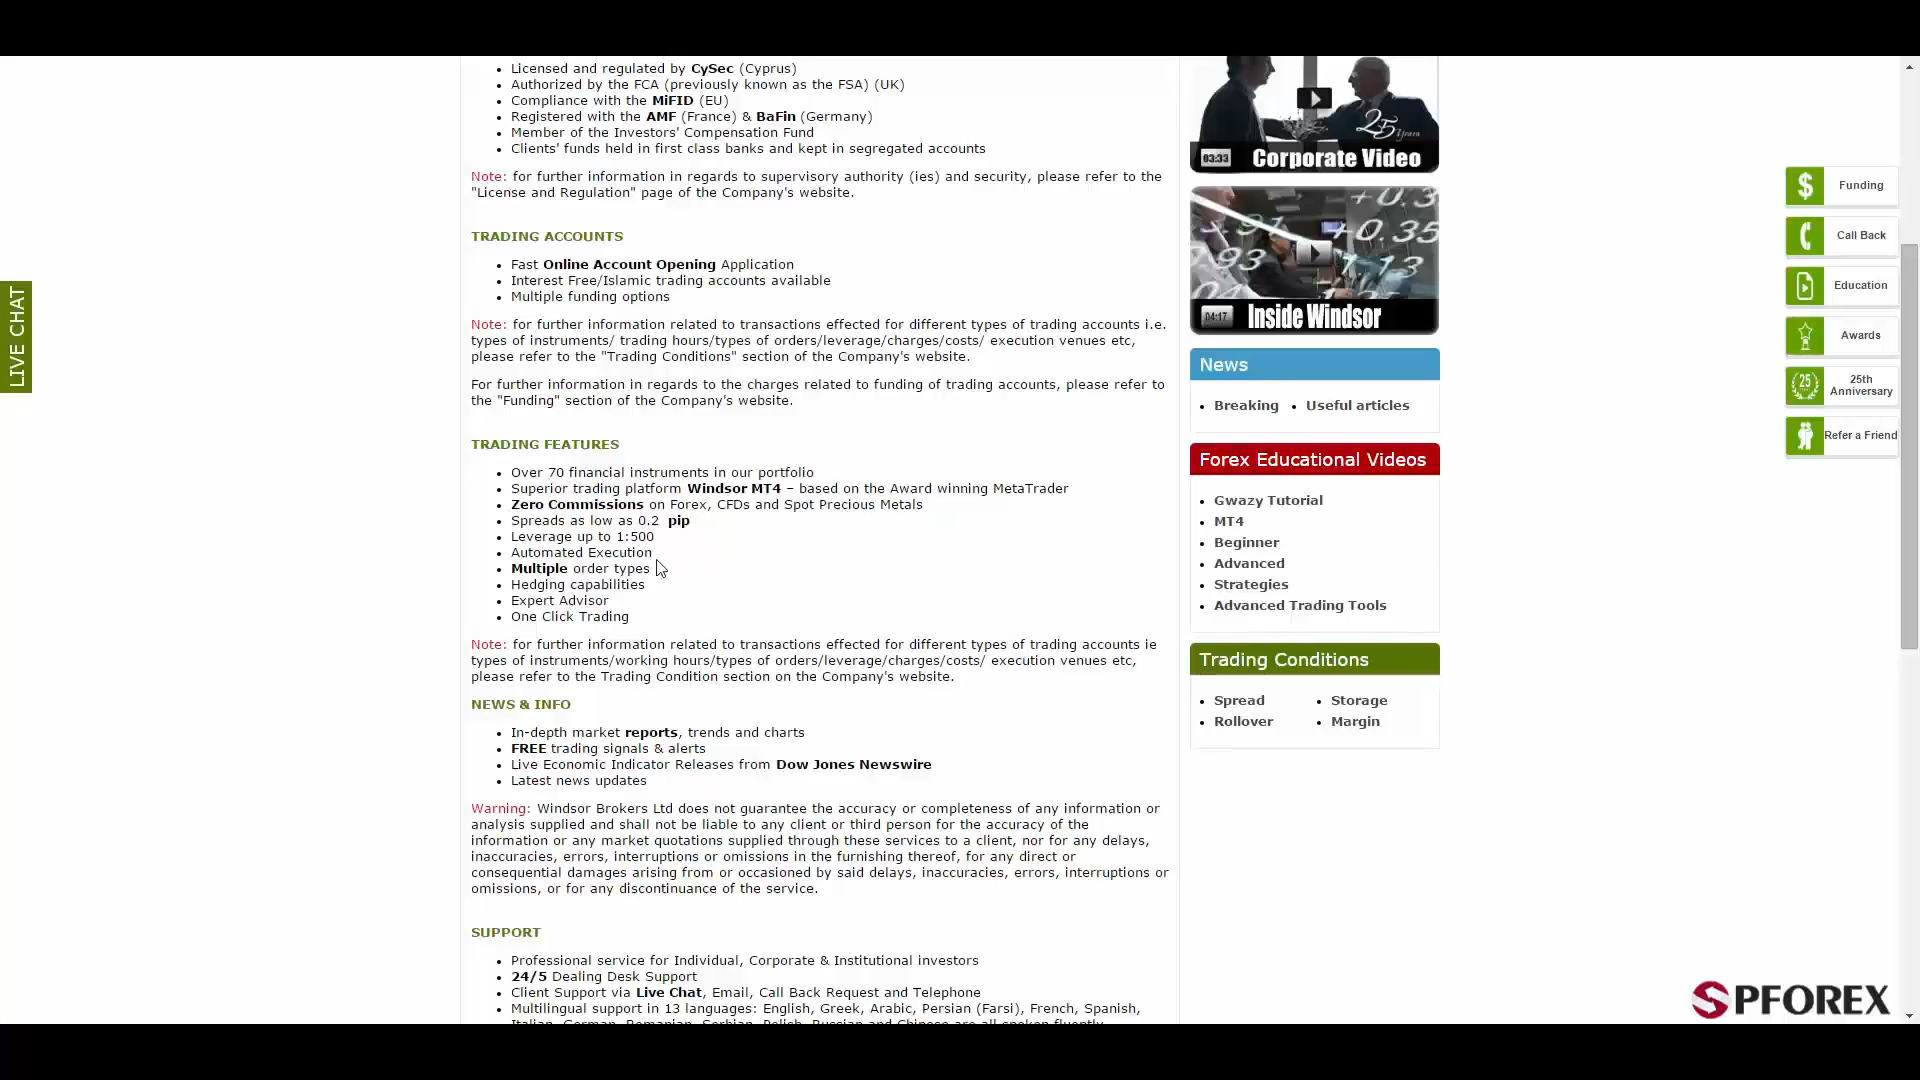 Licensed and regulated by CySec (Cyprus)
Authorized by the FCA (previously known as the FSA) (UK)
Compliance with the MiFID (EU)
Registered with the AMF (France) & BaFin (Germany)
Member of the Investors' Compensation Fund
Clients' funds held in first class banks and kept in segregated accounts
Note: for further information in regards to supervisory authority (ies) and security, please refer to the
"License and Regulation" page of the Company's website.
TRADING ACCOUNTS
Fast Online Account Opening Application
Interest Free/Islamic trading accounts available
Multiple funding options
Note: for further information related to transactions effected for different types of trading accounts i.e.
types of instruments/ trading hours/types of orders/leverage/charges/costs/ execution venues etc,
please refer to the "Trading Conditions" section of the Company's website.
For further information in regards to the charges related to funding of trading accounts, please refer to
the "Funding" section of the Company's website.
TRADING FEATURES
Over 70 financial instruments in our portfolio
Superior trading platform Windsor MT4 – based on the Award winning MetaTrader
Zero Commissions on Forex, CFDs and Spot Precious Metals
Spreads as low as 0.2 pip
Leverage up to 1:500
Automated Execution
Multiple order types
Hedging capabilities
Expert Advisor
One Click Trading
Note: for further information related to transactions effected for different types of trading accounts ie
types of instruments/working hours/types of orders/leverage/charges/costs/ execution venues etc,
please refer to the Trading Condition section on the Company's website.
NEWS & INFO
In-depth market reports, trends and charts
FREE trading signals & alerts
Live Economic Indicator Releases from Dow Jones Newswire
Latest news updates
Warning: Windsor Brokers Ltd does not guarantee the accuracy or completeness of any information or
analysis supplied and shall not be liable to any client or third person for the accuracy of the
information or any market quotations supplied through these services to a client, nor for any delays,
inaccuracies, errors, interruptions or omissions in the furnishing thereof, for any direct or
consequential damages arising from or occasioned by said delays, inaccuracies, errors, interruptions or
omissions, or for any discontinuance of the service.
SUPPORT
Professional service for Individual, Corporate & Institutional investors
24/5 Dealing Desk Support
Client Support via Live Chat, Email, Call Back Request and Telephone
Multilingual support in 13 languages: English, Greek, Arabic, Persian (Farsi), French, Spanish,
Italian, German, Romanian, Serbian, Polish, Russian and Chinese are all spoken fluently
LIVE CHAT
25 Years
03:33 Corporate Video
+0.3
+0.35
93
1.13
04:17 Inside Windsor
News
Breaking
Useful articles
Forex Educational Videos
Gwazy Tutorial
MT4
Beginner
Advanced
Strategies
Advanced Trading Tools
Trading Conditions
Spread
Storage
Rollover
Margin
$ Funding
Call Back
Education
Awards
25 25th
Anniversary
Refer a Friend
SPFOREX